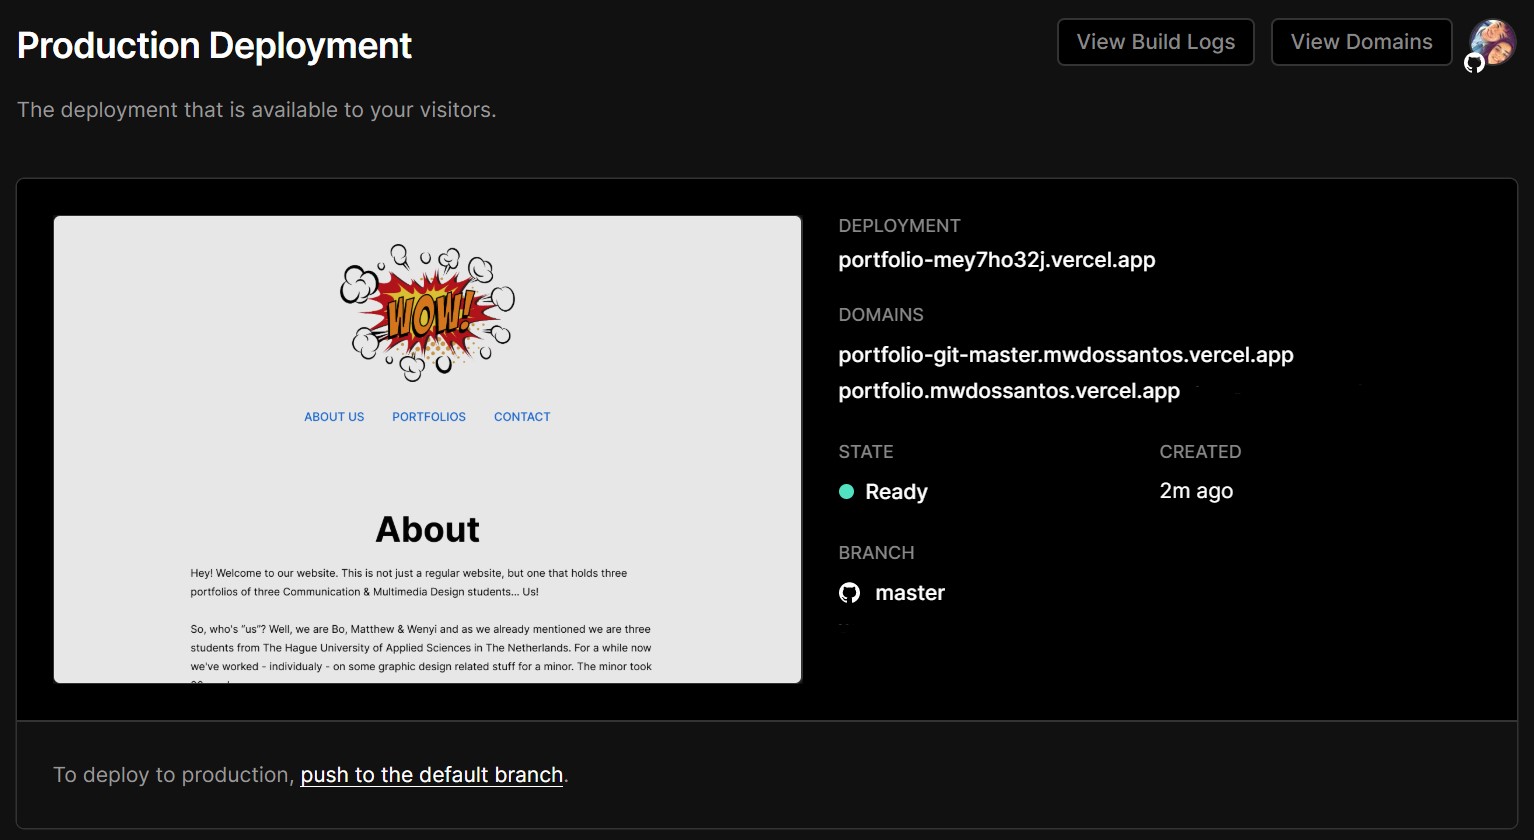 Production Deployment
View Build Logs
View Domains
The deployment that is available to your visitors.
WOW!
ABOUT US PORTFOLIOS CONTACT
About
Hey! Welcome to our website. This is not just a regular website, but one that holds three
portfolios of three Communication & Multimedia Design students... Us!
So, who's "us"? Well, we are Bo, Matthew & Wenyi and as we already mentioned we are three
students from The Hague University of Applied Sciences in The Netherlands. For a while now
we've worked - individualy - on some graphic design related stuff for a minor. The minor took
DEPLOYMENT
portfolio-mey7ho32j.vercel.app
DOMAINS
portfolio-git-master.mwdossantos.vercel.app
portfolio.mwdossantos.vercel.app
STATE
Ready
CREATED
2m ago
BRANCH
master
To deploy to production, push to the default branch.